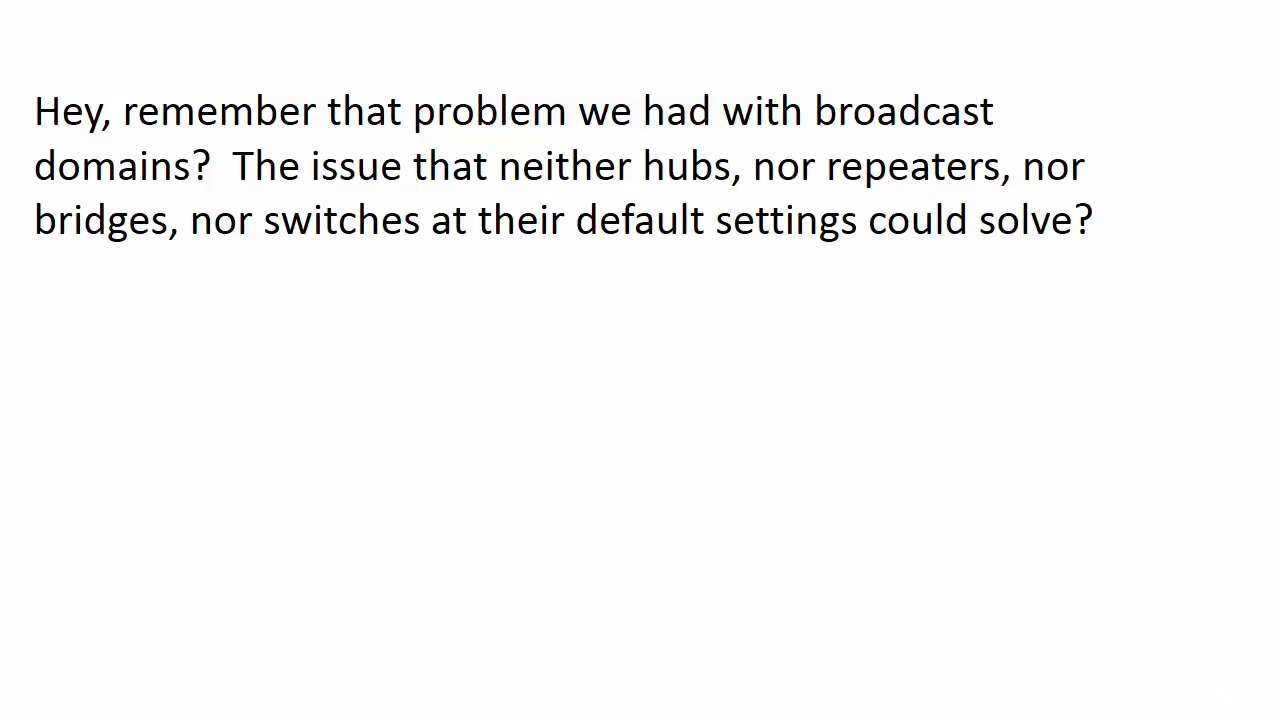 Hey, remember that problem we had with broadcast
domains?  The issue that neither hubs, nor repeaters, nor
bridges, nor switches at their default settings could solve?